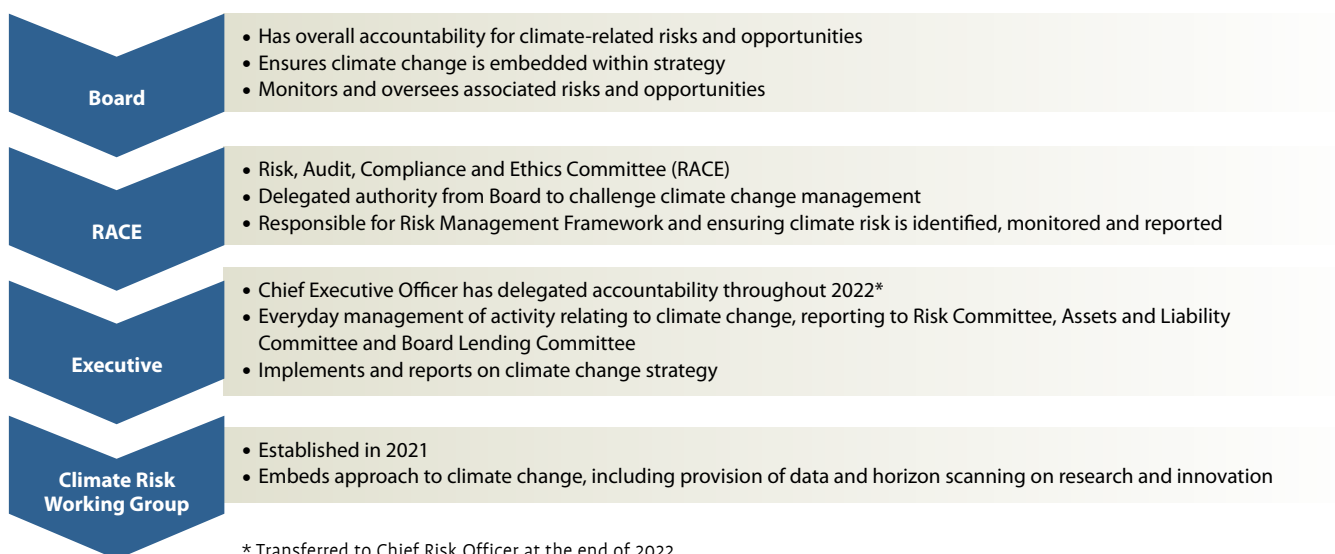 Board
• Has overall accountability for climate-related risks and opportunities
• Ensures climate change is embedded within strategy
• Monitors and oversees associated risks and opportunities
RACE
• Risk, Audit, Compliance and Ethics Committee (RACE)
• Delegated authority from Board to challenge climate change management
• Responsible for Risk Management Framework and ensuring climate risk is identified, monitored and reported
Executive
• Chief Executive Officer has delegated accountability throughout 2022*
• Everyday management of activity relating to climate change, reporting to Risk Committee, Assets and Liability
Committee and Board Lending Committee
• Implements and reports on climate change strategy
Climate Risk
Working Group
• Established in 2021
• Embeds approach to climate change, including provision of data and horizon scanning on research and innovation
* Transferred to Chief Risk Officer at the end of 2022